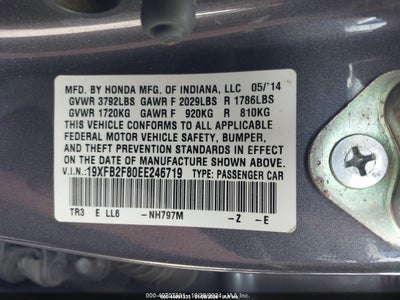 MFD. BY HONDA MFG. OF INDIANA, LLC 05/'14
GVWR 3792LBS GAWR F 2029LBS R 1786LBS
GVWR 1720KG GAWR F 920KG R 810KG
THIS VEHICLE CONFORMS TO ALL APPLICABLE
FEDERAL MOTOR VEHICLE SAFETY, BUMPER,
AND THEFT PREVENTION STANDARDS IN EFFECT
ON THE DATE OF MANUFACTURE SHOWN ABOVE.
V.I.N.: 19XFB2F80EE246719 TYPE: PASSENGER CAR
TR3 E LL6 -NH797M -Z -E